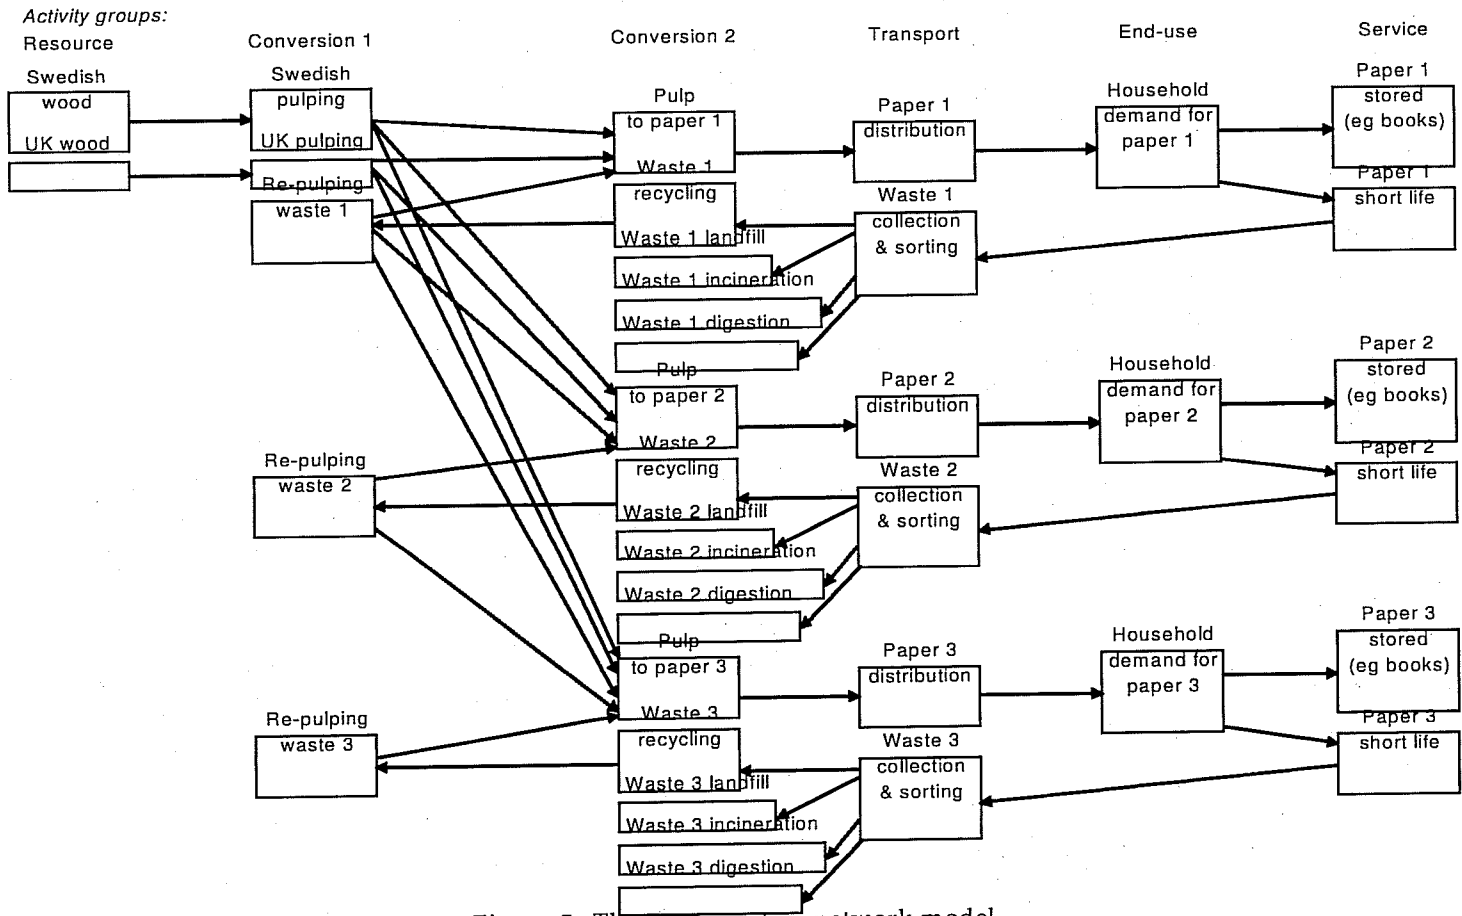 Activity groups:
Resource
Conversion 1
Conversion 2
Transport
End-use
Service
Swedish
wood
UK wood
Swedish
pulping
UK pulping
Re-pulping
waste 1
Pulp
to paper 1
Waste 1
recycling
Waste 1 landfill
Waste 1 incineration
Waste 1 digestion
Paper 1
distribution
Waste 1
collection
& sorting
Household
demand for
paper 1
Paper 1
stored
(eg books)
Paper 1
short life
Re-pulping
waste 2
Pulp
to paper 2
Waste 2
recycling
Waste 2 landfill
Waste 2 incineration
Waste 2 digestion
Paper 2
distribution
Waste 2
collection
& sorting
Household
demand for
paper 2
Paper 2
stored
(eg books)
Paper 2
short life
Re-pulping
waste 3
Pulp
to paper 3
Waste 3
recycling
Waste 3 landfill
Waste 3 incineration
Waste 3 digestion
Paper 3
distribution
Waste 3
collection
& sorting
Household
demand for
paper 3
Paper 3
stored
(eg books)
Paper 3
short life
model